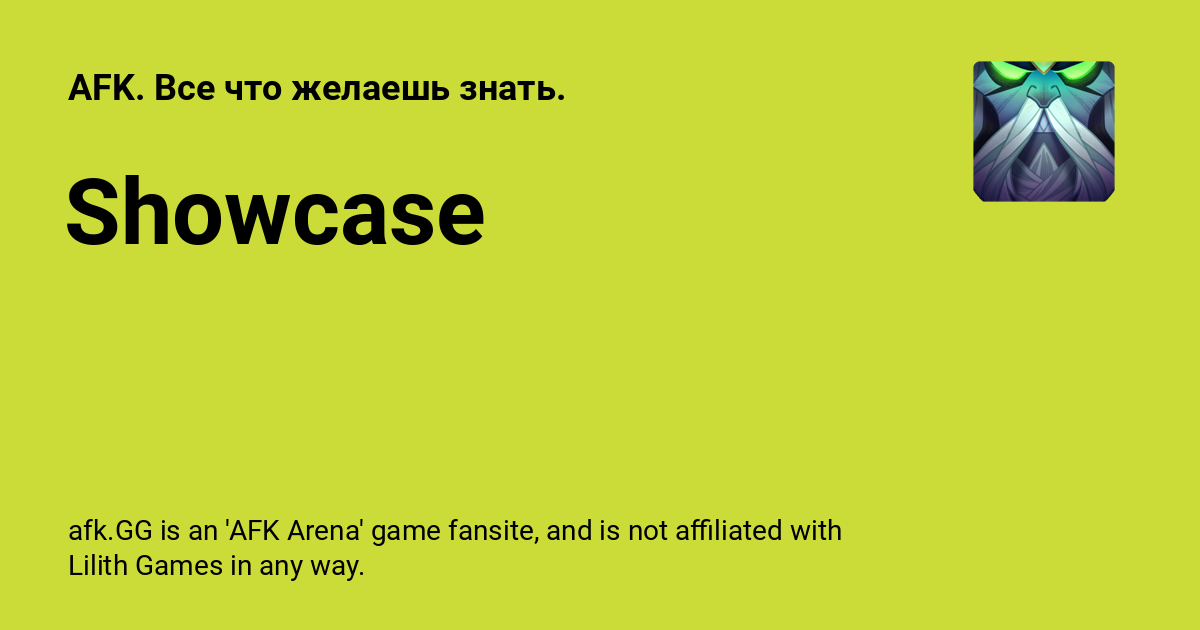 AFK. Все что желаешь знать.
Showcase
afk.GG is an 'AFK Arena' game fansite, and is not affiliated with
Lilith Games in any way.